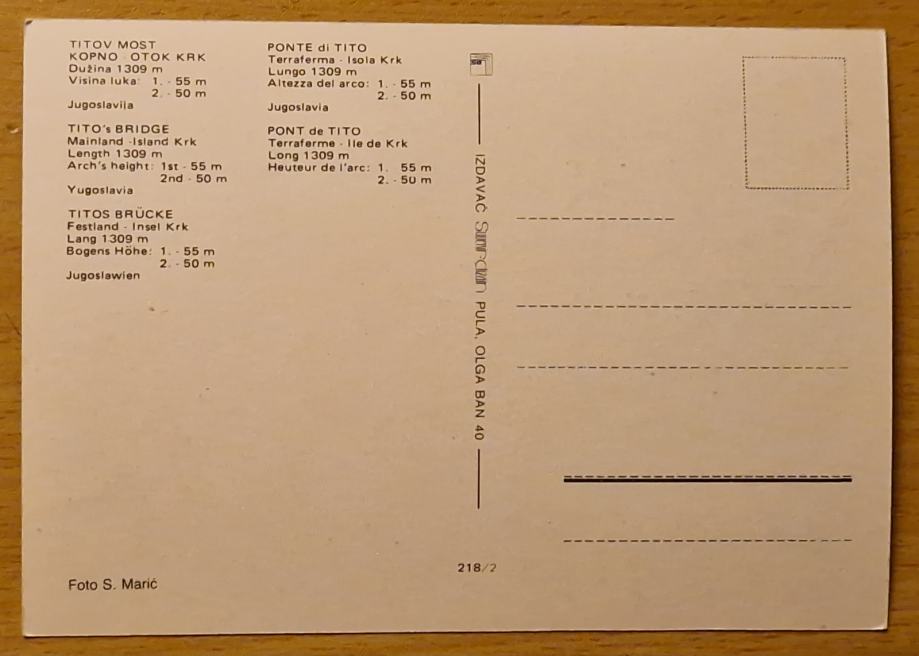 TITOV MOST
KOPNO - OTOK KRK
Dužina 1309 m
Visina luka: 1. - 55 m
2. - 50 m
Jugoslavija
TITO's BRIDGE
Mainland -Island Krk
Length 1309 m
Arch's height: 1st - 55 m
2nd - 50 m
Yugoslavia
TITOS BRÜCKE
Festland - Insel Krk
Lang 1309 m
Bogens Höhe: 1. - 55 m
2. - 50 m
Jugoslawien
PONTE di TITO
Terraferma - Isola Krk
Lungo 1309 m
Altezza del arco: 1. - 55 m
2. - 50 m
Jugoslavia
PONT de TITO
Terraferme - Ile de Krk
Long 1309 m
Heuteur de l'arc: 1. 55 m
2. - 50 m
IZDAVAČ PULA, OLGA BAN 40
218/2
Foto S. Marić